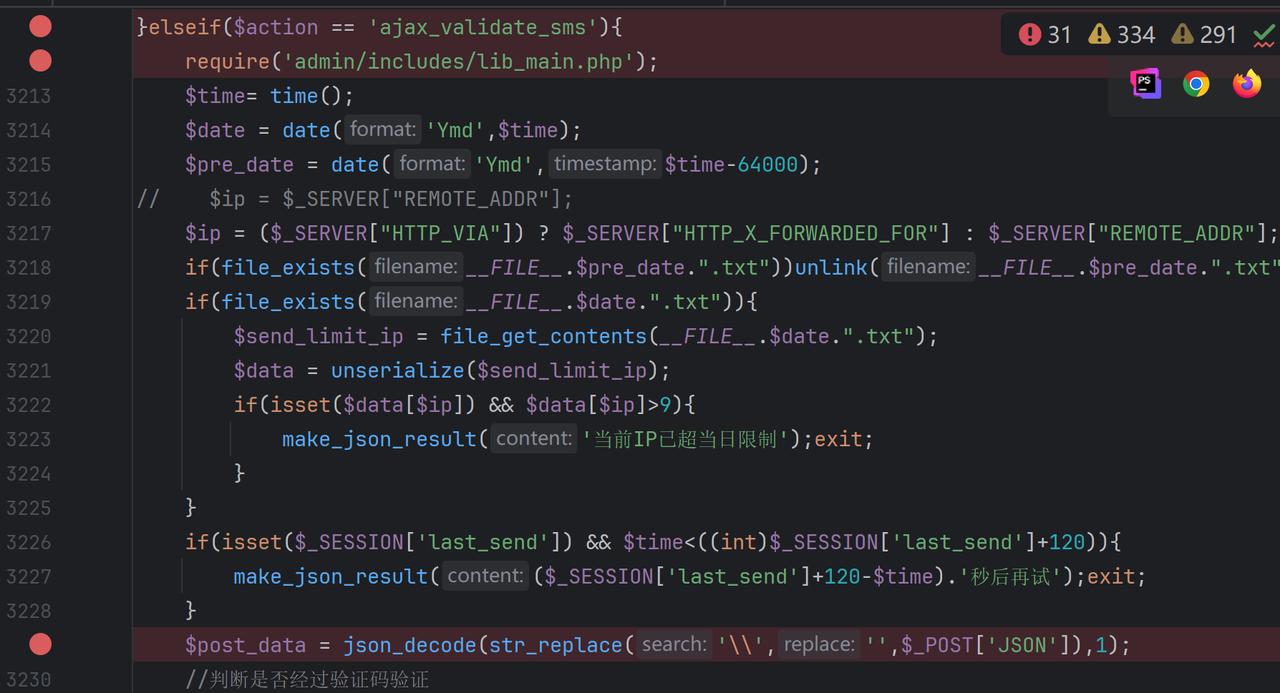 }elseif($action == 'ajax_validate_sms'){
31 334 291
require('admin/includes/lib_main.php');
PS
3213 $time= time();
3214 $date = date( format: 'Ymd',$time);
3215 $pre_date = date( format: 'Ymd', timestamp: $time-64000);
3216 // $ip = $_SERVER["REMOTE_ADDR"];
3217 $ip = ($_SERVER["HTTP_VIA"]) ? $_SERVER["HTTP_X_FORWARDED_FOR"] : $_SERVER["REMOTE_ADDR"];
3218 if(file_exists( filename: __FILE__.$pre_date.".txt"))unlink( filename: __FILE__.$pre_date.".txt"
3219 if(file_exists( filename: __FILE__.$date.".txt")){
3220 $send_limit_ip = file_get_contents(__FILE__.$date.".txt");
3221 $data = unserialize($send_limit_ip);
3222 if(isset($data[$ip]) && $data[$ip]>9){
3223 make_json_result( content: '当前IP已超当日限制');exit;
3224 }
3225 }
3226 if(isset($_SESSION['last_send']) && $time<((int)$_SESSION['last_send']+120)){
3227 make_json_result( content: ($_SESSION['last_send']+120-$time).'秒后再试');exit;
3228 }
$post_data = json_decode(str_replace( search: '\\', replace: '',$_POST['JSON']),1);
3230 //判断是否经过验证码验证